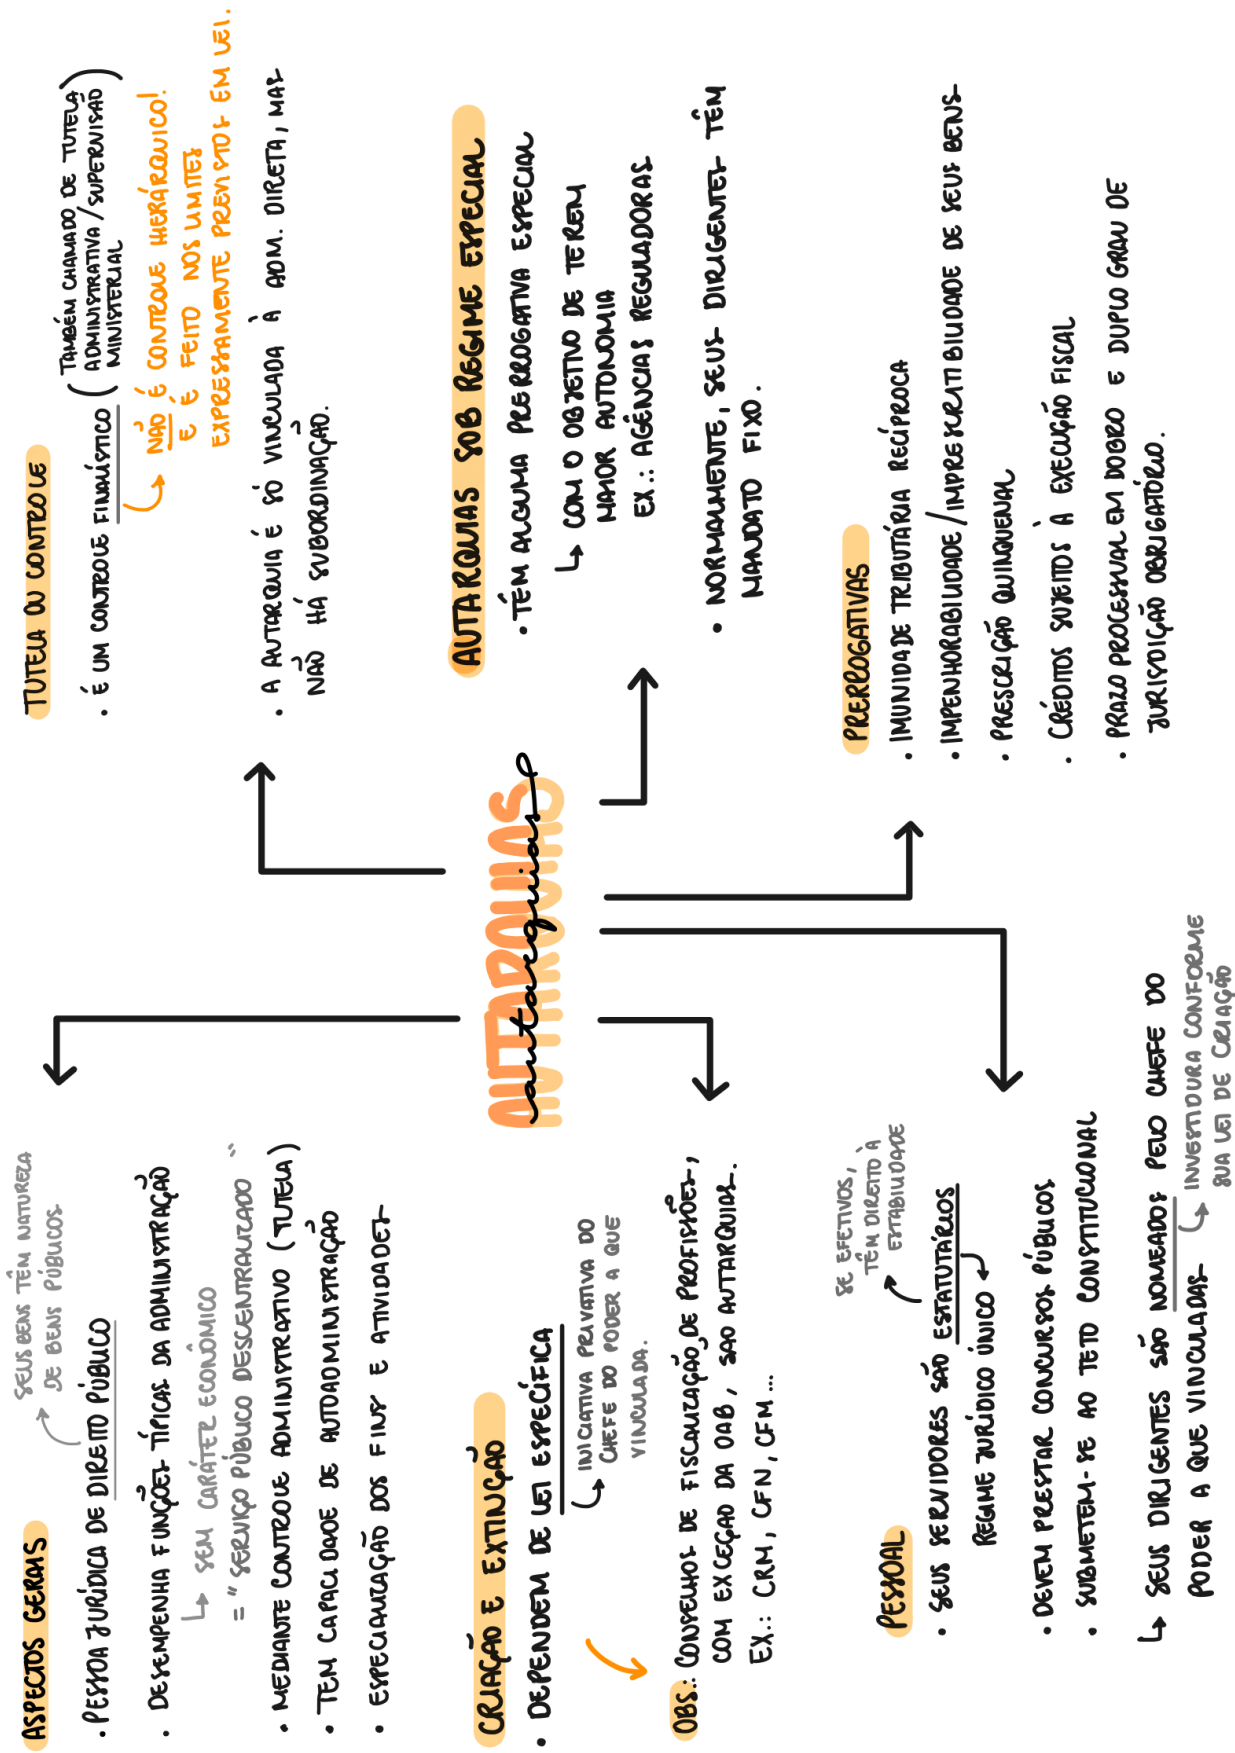 ASPECTOS GERAIS
SEUS BENS TÊM NATUREZA
DE BENS PÚBLICOS
• PESSOA JURÍDICA DE DIREITO PÚBLICO
• DESEMPENHA FUNÇÕES TÍPICAS DA ADMINISTRAÇÃO
↳ SEM CARÁTER ECONÔMICO
= "SERVIÇO PÚBLICO DESCENTRALIZADO"
• MEDIANTE CONTROLE ADMINISTRATIVO (TUTELA)
• TEM CAPACIDADE DE AUTOADMINISTRAÇÃO
• ESPECIALIZAÇÃO DOS FINS E ATIVIDADES
CRIAÇÃO E EXTINÇÃO
• DEPENDEM DE LEI ESPECÍFICA
↳ INICIATIVA PRIVATIVA DO
CHEFE DO PODER A QUE
VINCULADA.
OBS.: CONSELHOS DE FISCALIZAÇÃO DE PROFISSÕES,
COM EXCEÇÃO DA OAB, SÃO AUTARQUIAS.
EX.: CRM, CFN, CFM...
PESSOAL
SE EFETIVOS,
TÊM DIREITO À
ESTABILIDADE
• SEUS SERVIDORES SÃO ESTATUTÁRIOS
REGIME JURÍDICO ÚNICO
• DEVEM PRESTAR CONCURSOS PÚBLICOS
• SUBMETEM-SE AO TETO CONSTITUCIONAL
↳ SEUS DIRIGENTES SÃO NOMEADOS PELO CHEFE DO
PODER A QUE VINCULADAS
↳ INVESTIDURA CONFORME
SUA LEI DE CRIAÇÃO
AUTARQUIAS
autarquias
TUTELA OU CONTROLE
• É UM CONTROLE FINALÍSTICO (TAMBÉM CHAMADO DE TUTELA
ADMINISTRATIVA/SUPERVISÃO
MINISTERIAL)
↳ NÃO É CONTROLE HIERÁRQUICO!
E É FEITO NOS LIMITES
EXPRESSAMENTE PREVISTOS EM LEI.
• A AUTARQUIA É SÓ VINCULADA À ADM. DIRETA, MAS
NÃO HÁ SUBORDINAÇÃO.
AUTARQUIAS SOB REGIME ESPECIAL
• TÊM ALGUMA PRERROGATIVA ESPECIAL
↳ COM O OBJETIVO DE TEREM
MAIOR AUTONOMIA
EX.: AGÊNCIAS REGULADORAS
• NORMALMENTE, SEUS DIRIGENTES TÊM
MANDATO FIXO.
PRERROGATIVAS
• IMUNIDADE TRIBUTÁRIA RECÍPROCA
• IMPENHORABILIDADE/IMPRESCRITIBILIDADE DE SEUS BENS
• PRESCRIÇÃO QUINQUENAL
• CRÉDITOS SUJEITOS À EXECUÇÃO FISCAL
• PRAZO PROCESSUAL EM DOBRO E DUPLO GRAU DE
JURISDIÇÃO OBRIGATÓRIO.